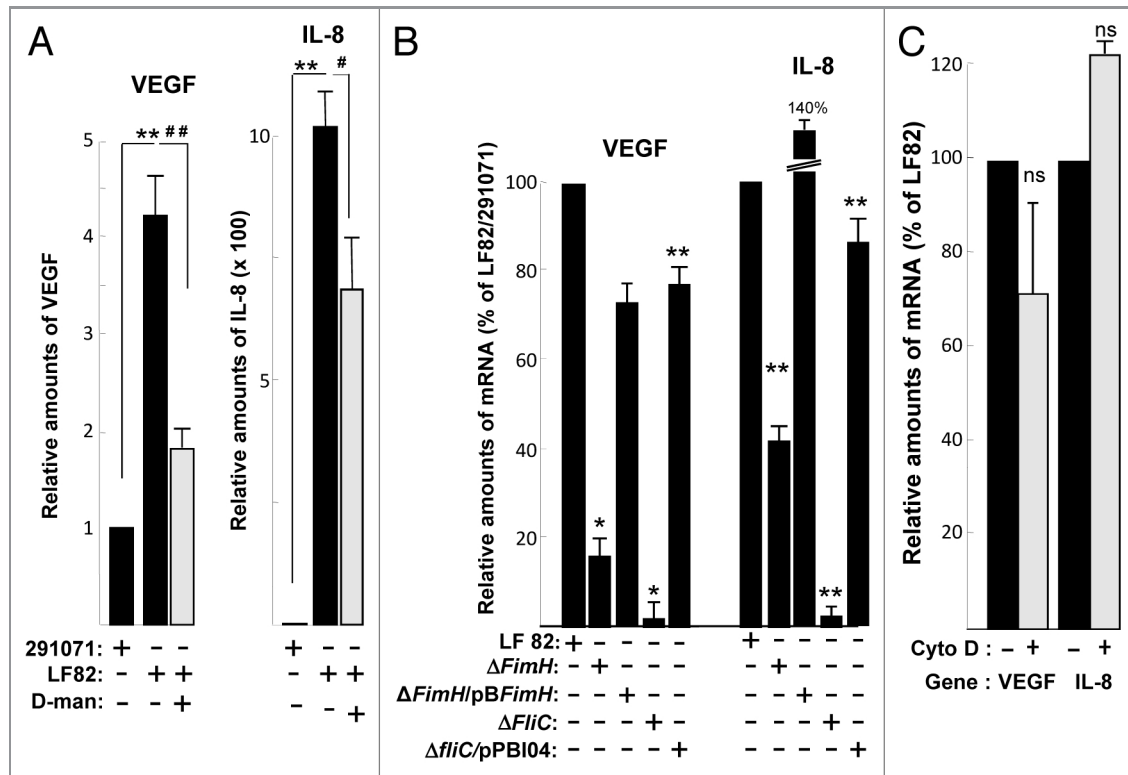 A
IL-8
VEGF
** #
** ##
5
4
3
2
1
Relative amounts of VEGF
10
5
Relative amounts of IL-8 (x 100)
291071: + - - + - -
LF82: - + + - + +
D-man: - - + - - +
B
IL-8
140%
VEGF
100
80
60
40
20
Relative amounts of mRNA (% of LF82/291071)
* * ** ** ** **
LF 82: + - - - - + - - - -
ΔFimH: - + - - - - + - - -
ΔFimH/pBFimH: - - + - - - - + - -
ΔFliC: - - - + - - - - + -
ΔfliC/pPBI04: - - - - + - - - - +
C
ns
ns
120
100
80
60
40
20
Relative amounts of mRNA (% of LF82)
Cyto D : - + - +
Gene : VEGF IL-8